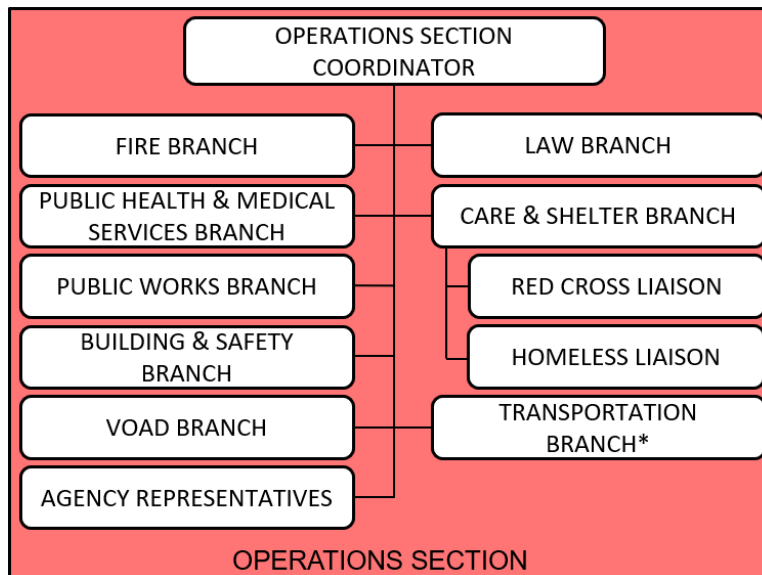 OPERATIONS SECTION
COORDINATOR
FIRE BRANCH
LAW BRANCH
PUBLIC HEALTH & MEDICAL
SERVICES BRANCH
CARE & SHELTER BRANCH
PUBLIC WORKS BRANCH
RED CROSS LIAISON
BUILDING & SAFETY
BRANCH
HOMELESS LIAISON
VOAD BRANCH
TRANSPORTATION
BRANCH*
AGENCY REPRESENTATIVES
OPERATIONS SECTION